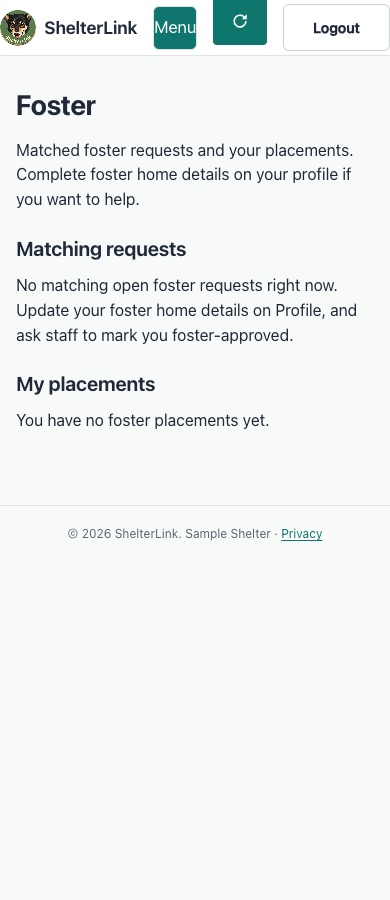 ShelterLink
Menu
Logout
Foster
Matched foster requests and your placements.
Complete foster home details on your profile if
you want to help.
Matching requests
No matching open foster requests right now.
Update your foster home details on Profile, and
ask staff to mark you foster-approved.
My placements
You have no foster placements yet.
© 2026 ShelterLink. Sample Shelter · Privacy